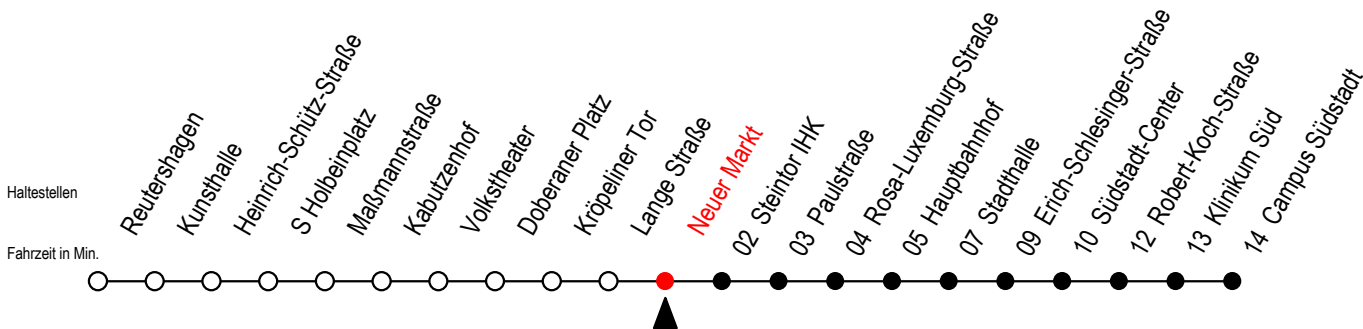 Haltestellen
Fahrzeit in Min.
Reutershagen
Kunsthalle
Heinrich-Schütz-Straße
S Holbeinplatz
Maßmannstraße
Kabutzenhof
Volkstheater
Doberaner Platz
Kröpeliner Tor
Lange Straße
Neuer Markt
02 Steintor IHK
03 Paulstraße
04 Rosa-Luxemburg-Straße
05 Hauptbahnhof
07 Stadthalle
09 Erich-Schlesinger-Straße
10 Südstadt-Center
12 Robert-Koch-Straße
13 Klinikum Süd
14 Campus Südstadt